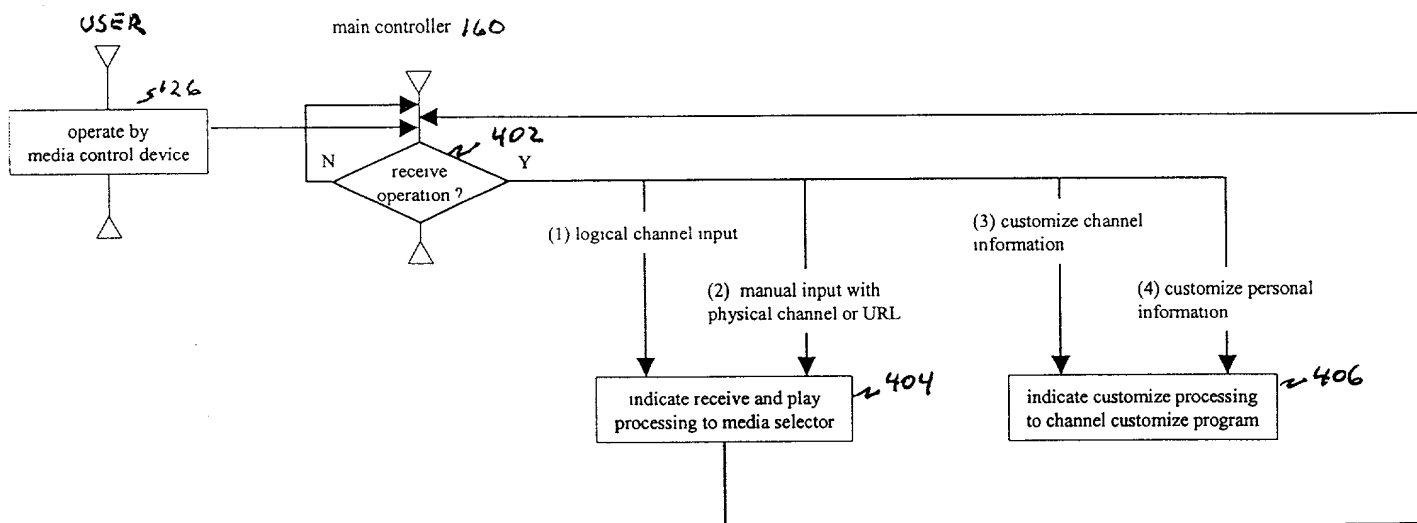 USER
main controller 160
126
operate by
media control device
402
N
Y
receive
operation ?
(1) logical channel input
(2) manual input with
physical channel or URL
(3) customize channel
information
(4) customize personal
information
404
indicate receive and play
processing to media selector
406
indicate customize processing
to channel customize program